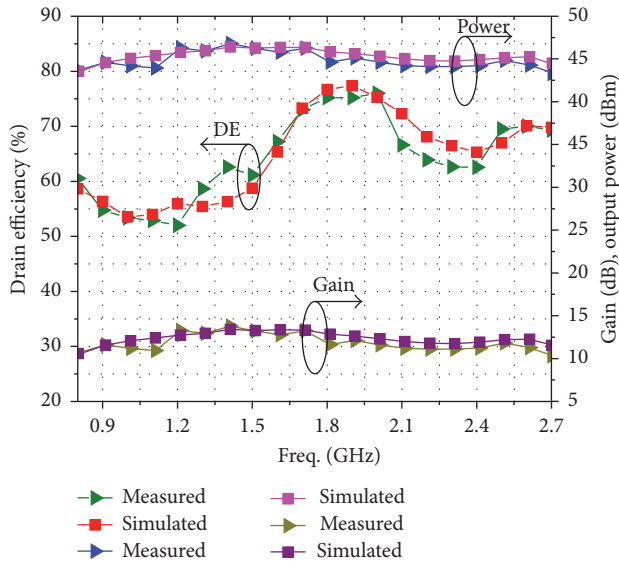 90
80
70
60
50
40
30
20
50
45
40
35
30
25
20
15
10
5
Drain efficiency (%)
Gain (dB), output power (dBm)
Power
DE
Gain
0.9 1.2 1.5 1.8 2.1 2.4 2.7
Freq. (GHz)
Measured Simulated
Simulated Measured
Measured Simulated